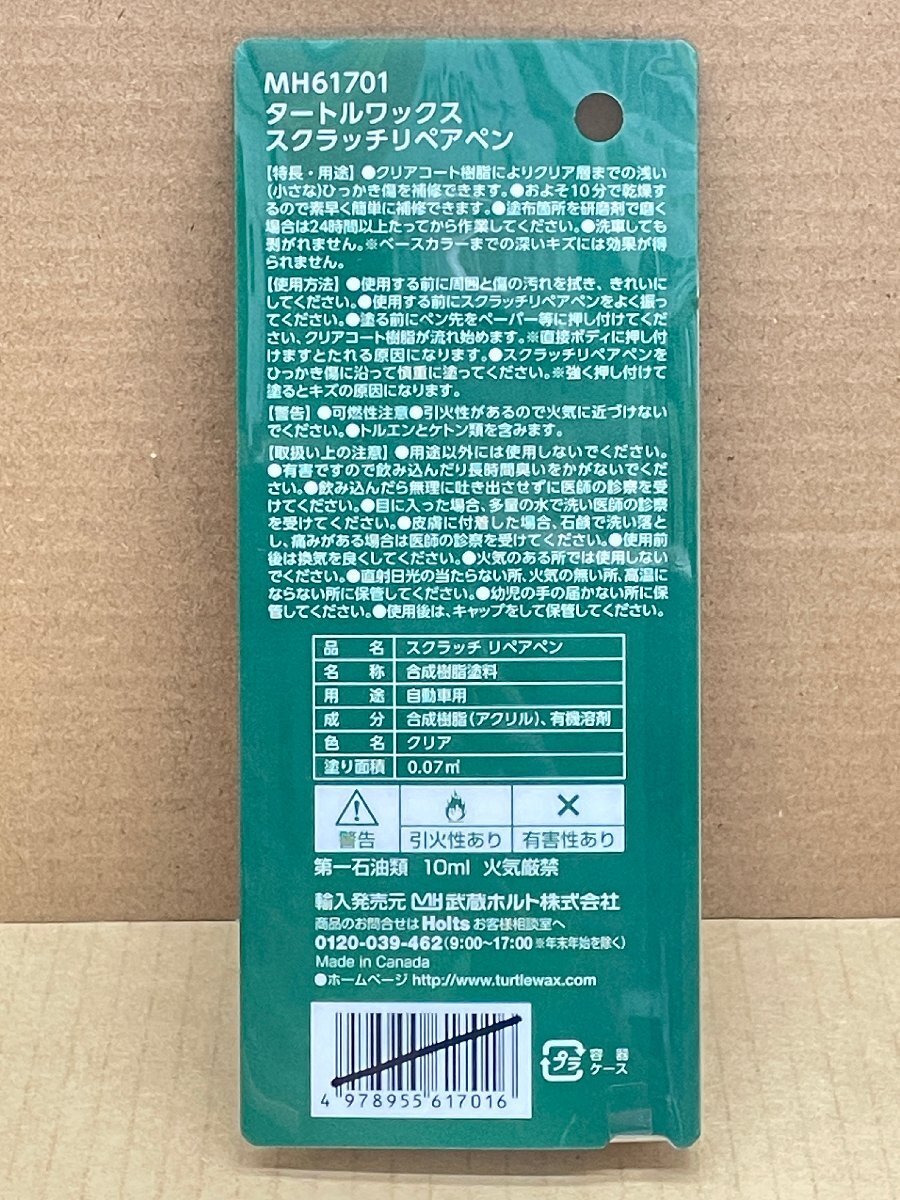 MH61701
タートルワックス
スクラッチリペアペン
【特長・用途】●クリアコート樹脂によりクリア層までの浅い
(小さな)ひっかき傷を補修できます。●およそ10分で乾燥す
るので素早く簡単に補修できます。●塗布箇所を研磨剤で磨く
場合は24時間以上たってから作業してください。●洗車しても
剥がれません。※ベースカラーまでの深いキズには効果が得
られません。
【使用方法】●使用する前に周囲と傷の汚れを拭き、きれいに
してください。●使用する前にスクラッチリペアペンをよく振っ
てください。●塗る前にペン先をペーパー等に押し付けてくだ
さい、クリアコート樹脂が流れ始めます。※直接ボディに押し付
けますとたれる原因になります。●スクラッチリペアペンを
ひっかき傷に沿って慎重に塗ってください。※強く押し付けて
塗るとキズの原因になります。
【警告】●可燃性注意●引火性があるので火気に近づけない
でください。●トルエンとケトン類を含みます。
【取扱い上の注意】●用途以外には使用しないでください。
●有害ですので飲み込んだり長時間臭いをかがないでくだ
さい。●飲み込んだら無理に吐き出させずに医師の診察を受
けてください。●目に入った場合、多量の水で洗い医師の診察
を受けてください。●皮膚に付着した場合、石鹸で洗い落と
し、痛みがある場合は医師の診察を受けてください。●使用前
後は換気を良くしてください。●火気のある所では使用しない
でください。●直射日光の当たらない所、火気の無い所、高温に
ならない所に保管してください。●幼児の手の届かない所に保
管してください。●使用後は、キャップをして保管してください。
品名 スクラッチ リペアペン
名称 合成樹脂塗料
用途 自動車用
成分 合成樹脂(アクリル)、有機溶剤
色名 クリア
塗り面積 0.07㎡
警告 引火性あり 有害性あり
第一石油類 10ml 火気厳禁
輸入発売元 MH 武蔵ホルト株式会社
商品のお問合せは Holts お客様相談室へ
0120-039-462(9:00~17:00 ※年末年始を除く)
Made in Canada
●ホームページ http://www.turtlewax.com
4 978955 617016
プラ 容器
ケース